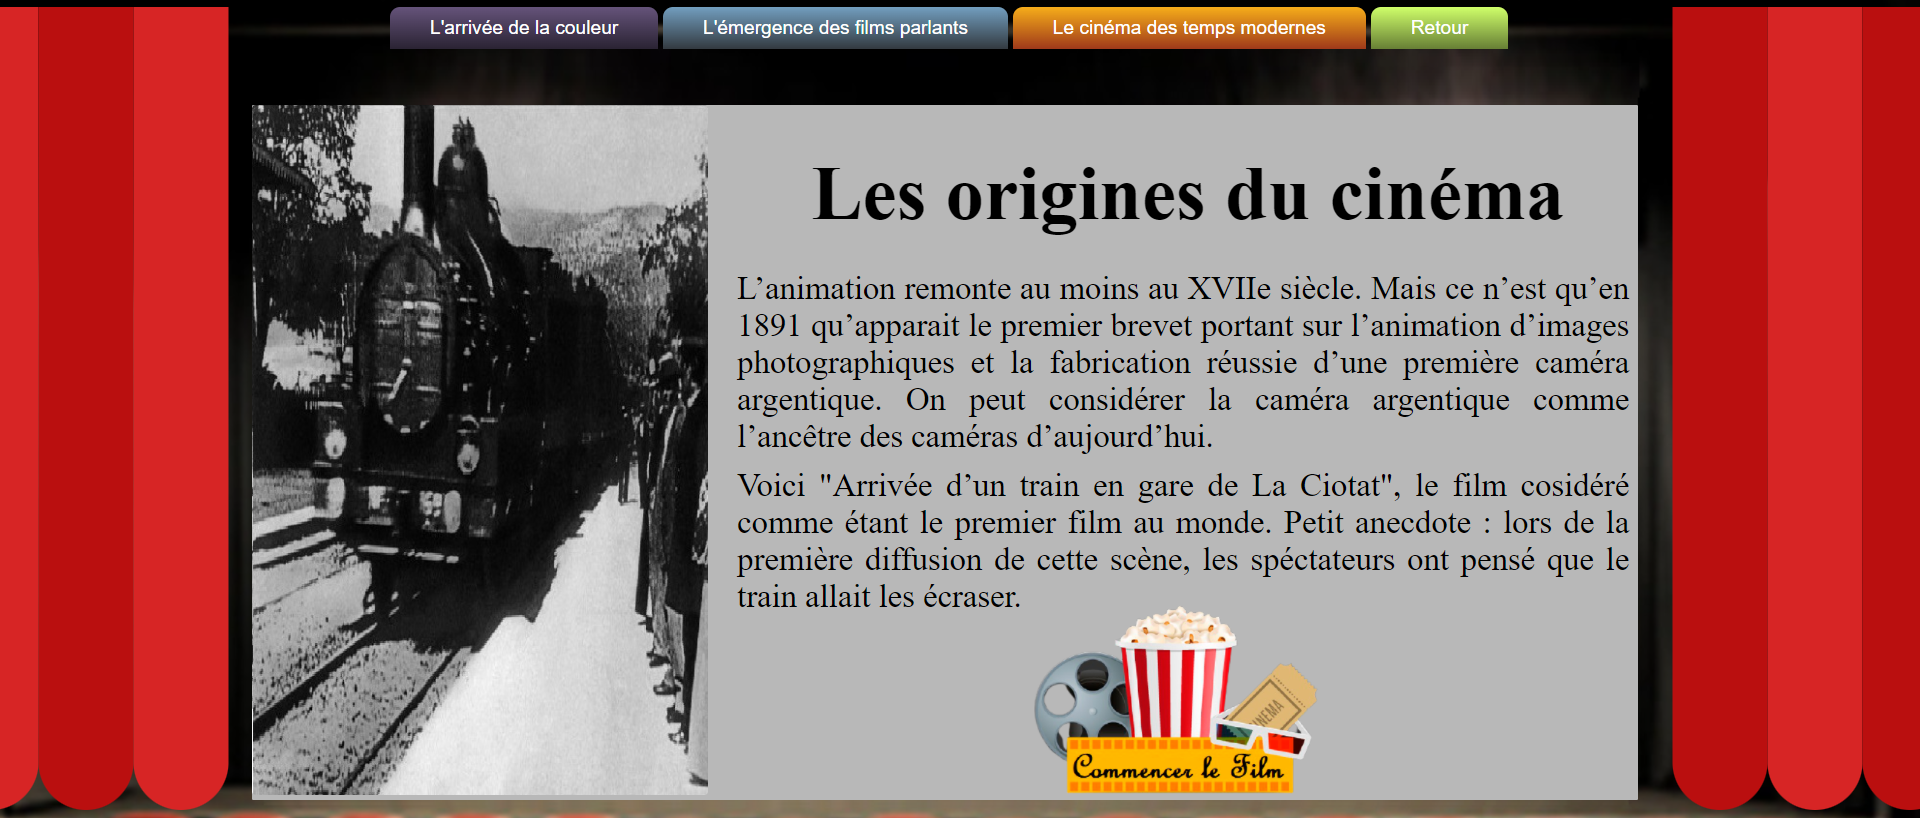 L'arrivée de la couleur
L'émergence des films parlants
Le cinéma des temps modernes
Retour
Les origines du cinéma
L’animation remonte au moins au XVIIe siècle. Mais ce n’est qu’en
1891 qu’apparait le premier brevet portant sur l’animation d’images
photographiques et la fabrication réussie d’une première caméra
argentique. On peut considérer la caméra argentique comme
l’ancêtre des caméras d’aujourd’hui.
Voici "Arrivée d’un train en gare de La Ciotat", le film cosidéré
comme étant le premier film au monde. Petit anecdote : lors de la
première diffusion de cette scène, les spéctateurs ont pensé que le
train allait les écraser.
CINEMA
Commencer le Film